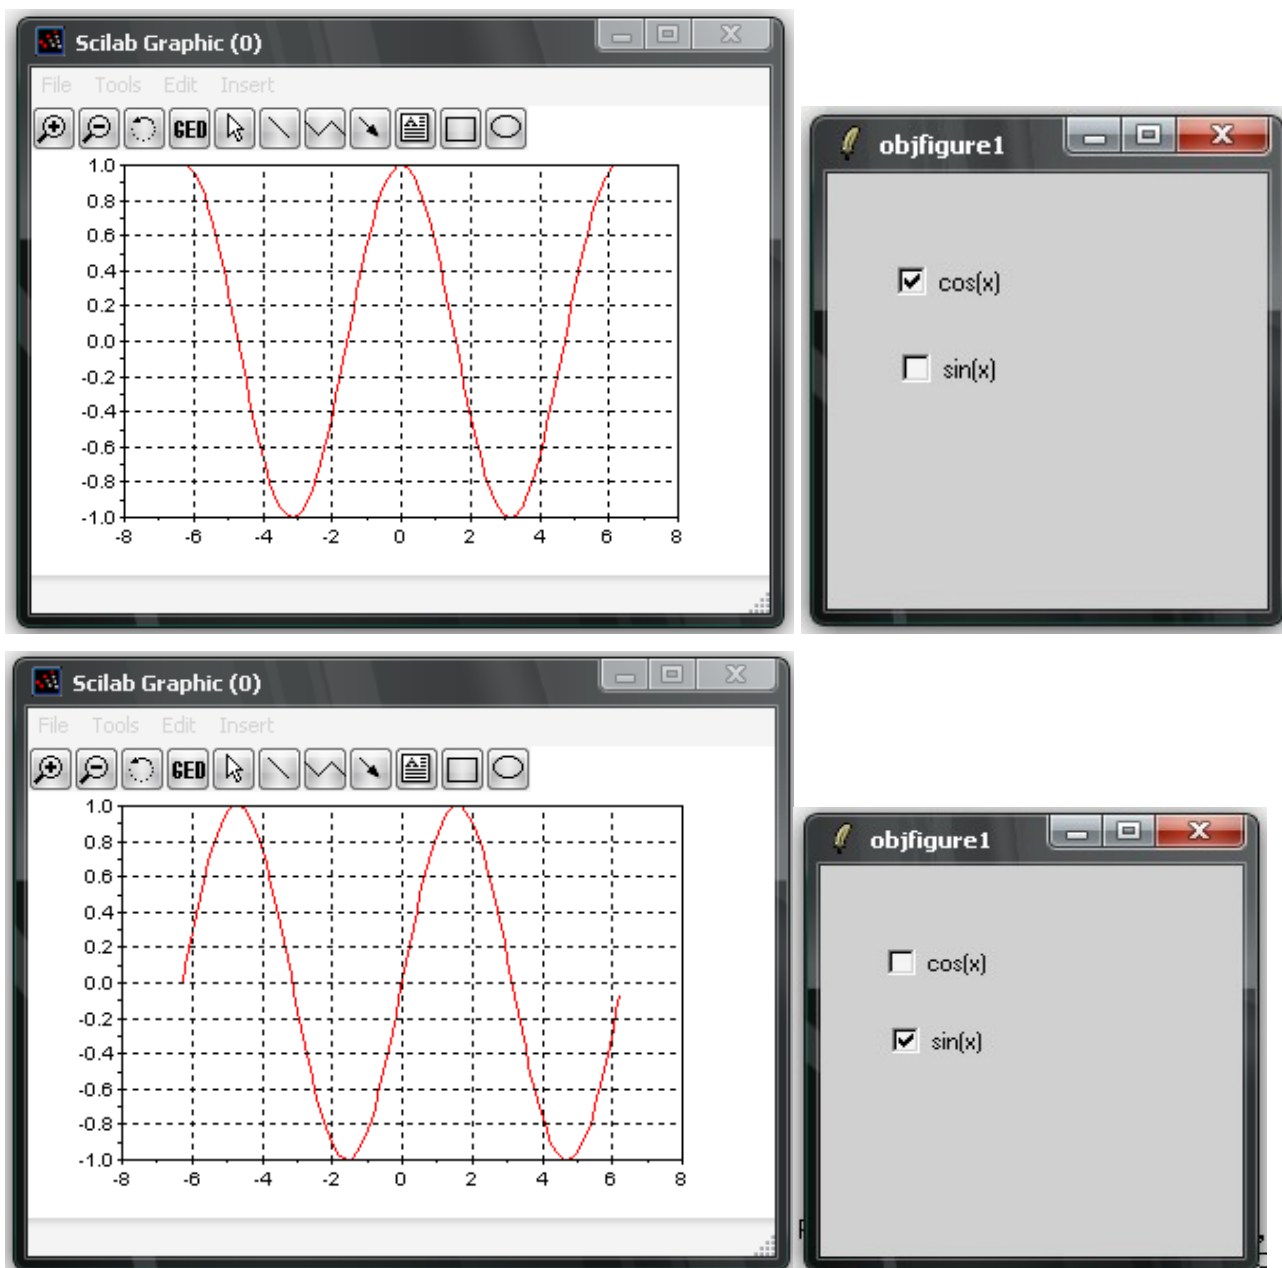 Scilab Graphic (0)
File Tools Edit Insert
GED
1.0
0.8
0.6
0.4
0.2
0.0
-0.2
-0.4
-0.6
-0.8
-1.0
-8 -6 -4 -2 0 2 4 6 8
objfigure1
cos(x)
sin(x)
Scilab Graphic (0)
File Tools Edit Insert
GED
1.0
0.8
0.6
0.4
0.2
0.0
-0.2
-0.4
-0.6
-0.8
-1.0
-8 -6 -4 -2 0 2 4 6 8
objfigure1
cos(x)
sin(x)